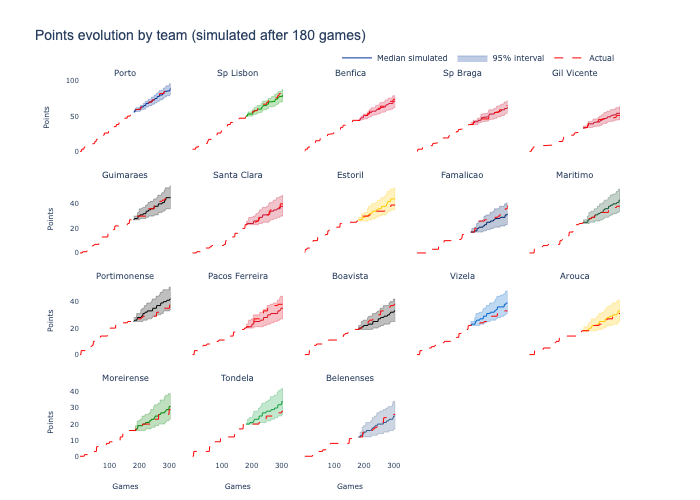 Points evolution by team (simulated after 180 games)
Median simulated 95% interval Actual
Porto Sp Lisbon Benfica Sp Braga Gil Vicente
100
50
0
Points
Guimaraes Santa Clara Estoril Famalicao Maritimo
40
20
0
Points
Portimonense Pacos Ferreira Boavista Vizela Arouca
40
20
0
Points
Moreirense Tondela Belenenses
40
30
20
10
0
Points
100 200 300 100 200 300 100 200 300
Games Games Games